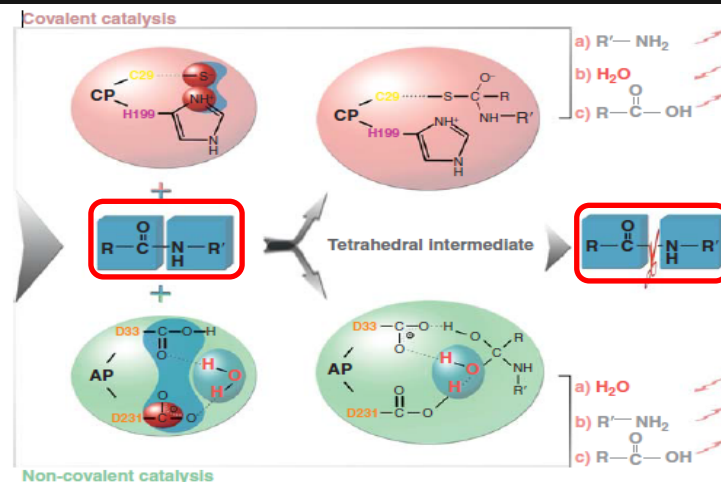 Covalent catalysis
C29 S
CP
NH+
H199
N
H
O-
C29 S C R
CP
NH R'
H199 NH+
N
H
a) R'— NH2
b) H2O
O
c) R—C—OH
+
O
R—C—N—R'
H
Tetrahedral intermediate
O
R—C—N—R'
H
+
D33 C—O—H
O
AP
H
O
H
O
D231 C O
D33 C O H O R
O
C
AP
H
O
H
NH
R'
O
C
D231 O
a) H2O
b) R'—NH2
O
c) R—C—OH
Non-covalent catalysis